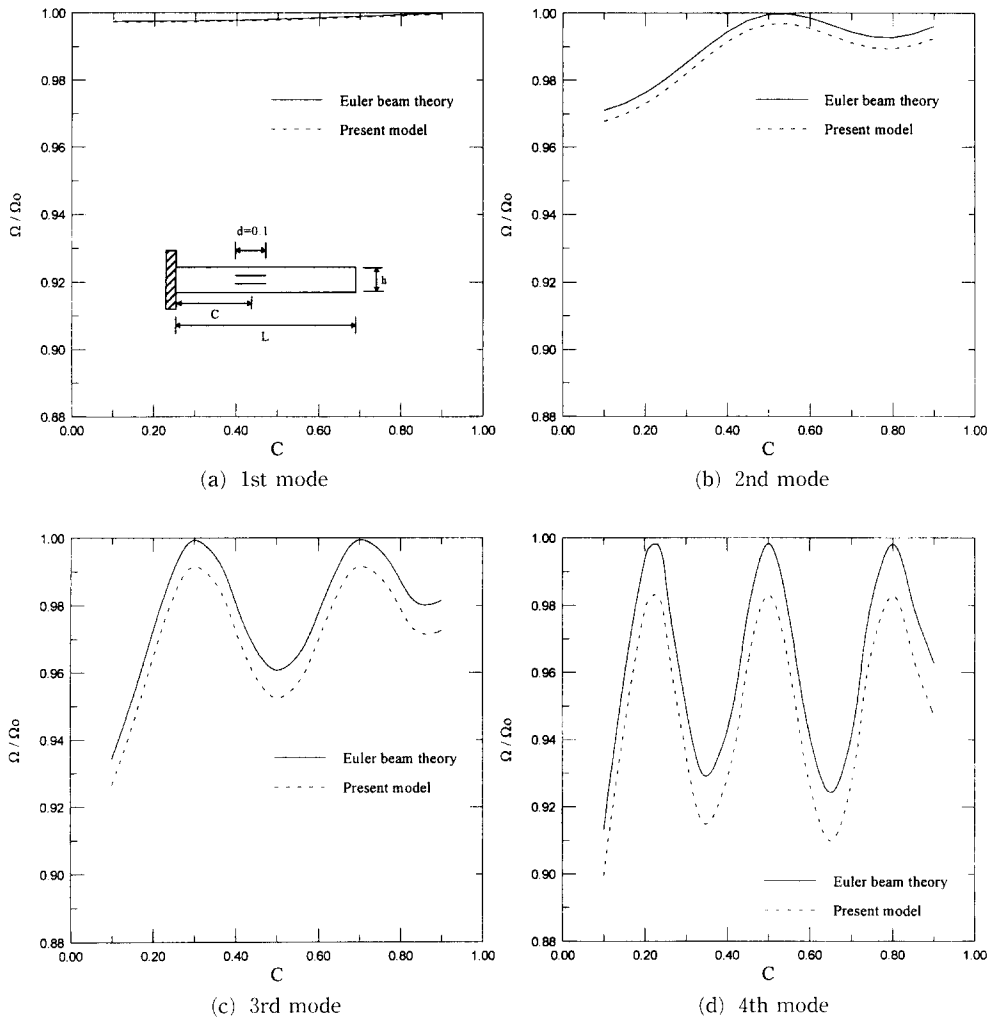 1.00
0.98
0.96
0.94
0.92
0.90
0.88
Ω / Ωo
Euler beam theory
Present model
d=0.1
h
C
L
0.00 0.20 0.40 0.60 0.80 1.00
C
(a) 1st mode
1.00
0.98
0.96
0.94
0.92
0.90
0.88
Ω / Ωo
Euler beam theory
Present model
0.00 0.20 0.40 0.60 0.80 1.00
C
(b) 2nd mode
1.00
0.98
0.96
0.94
0.92
0.90
0.88
Ω / Ωo
Euler beam theory
Present model
0.00 0.20 0.40 0.60 0.80 1.00
C
(c) 3rd mode
1.00
0.98
0.96
0.94
0.92
0.90
0.88
Ω / Ωo
Euler beam theory
Present model
0.00 0.20 0.40 0.60 0.80 1.00
C
(d) 4th mode